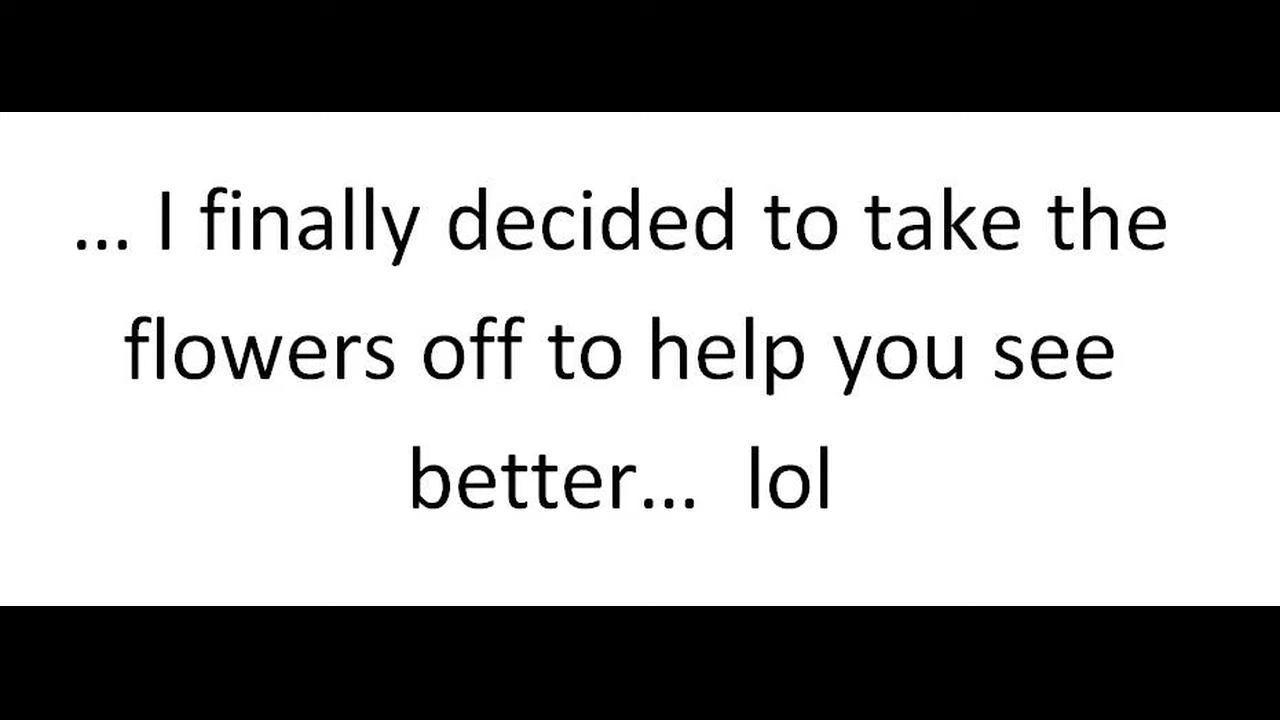 ... I finally decided to take the
flowers off to help you see
better...  lol